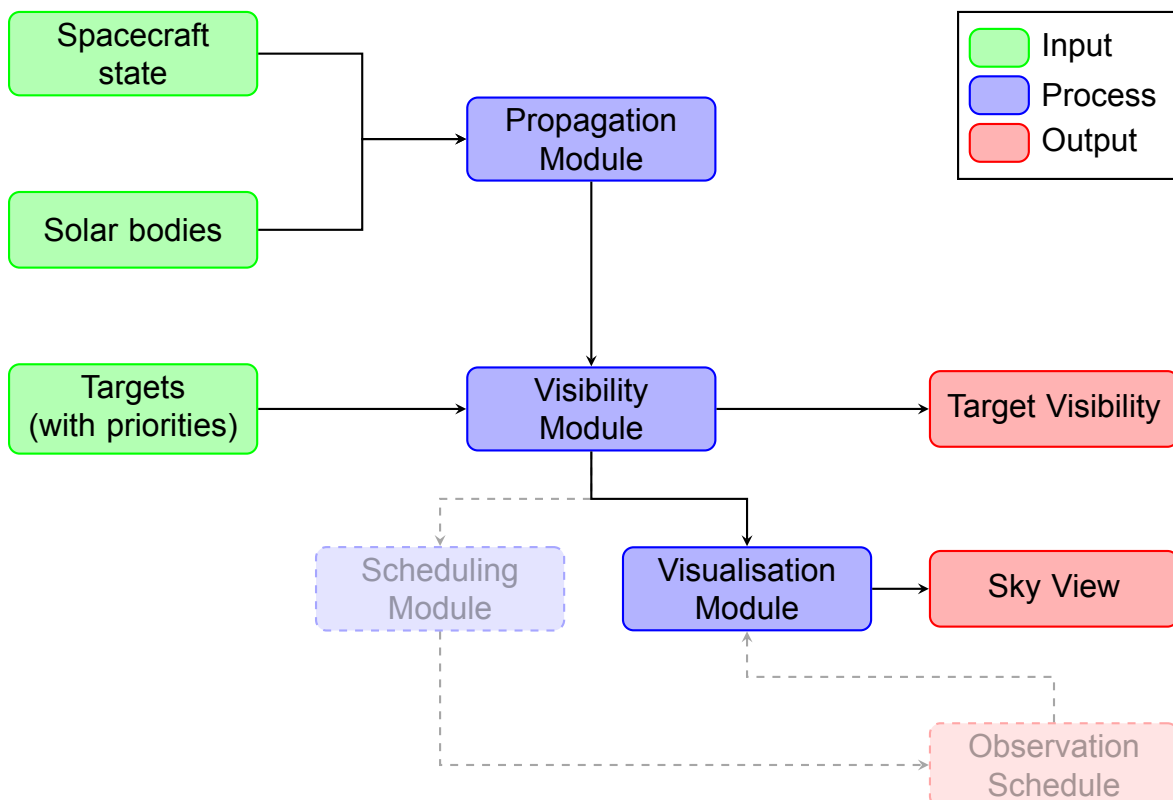 Spacecraft
state
Input
Process
Output
Propagation
Module
Solar bodies
Targets
(with priorities)
Visibility
Module
Target Visibility
Scheduling
Module
Visualisation
Module
Sky View
Observation
Schedule